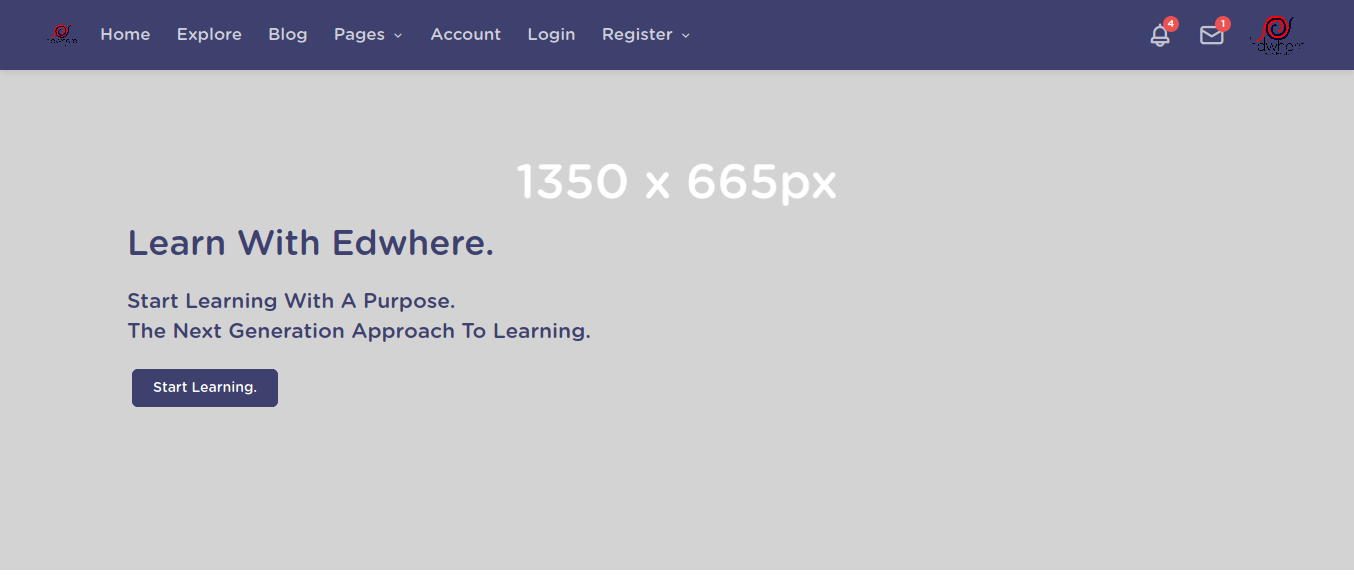 Home Explore Blog Pages Account Login Register 4 1
1350 x 665px
Learn With Edwhere.
Start Learning With A Purpose.
The Next Generation Approach To Learning.
Start Learning.